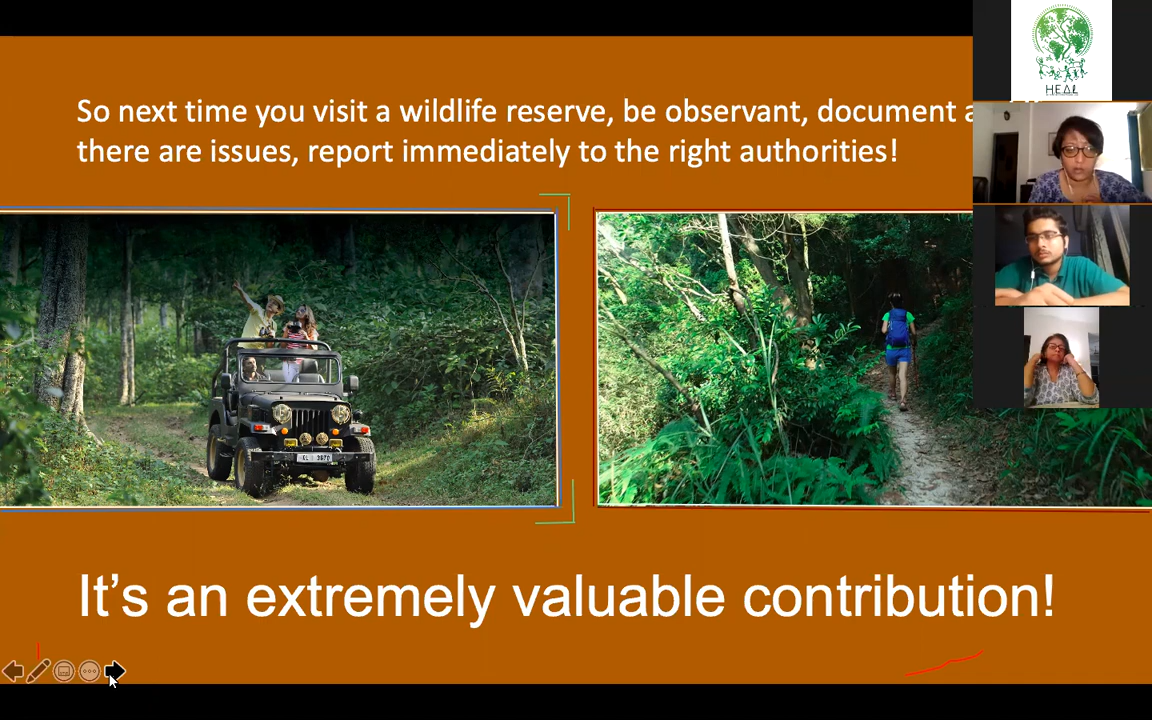 So next time you visit a wildlife reserve, be observant, document
there are issues, report immediately to the right authorities!
HEAL
It's an extremely valuable contribution!